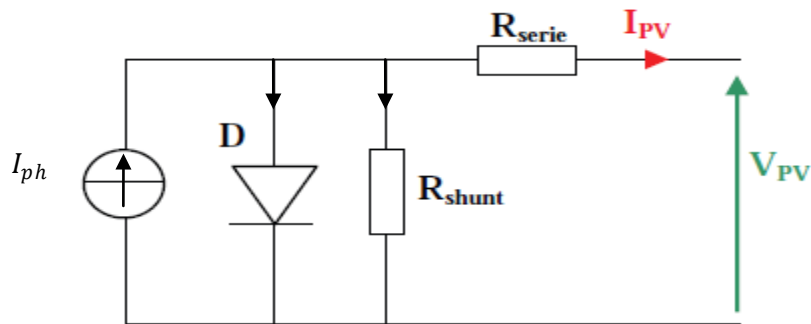 R_serie
I_PV
D
I_ph
R_shunt
V_PV